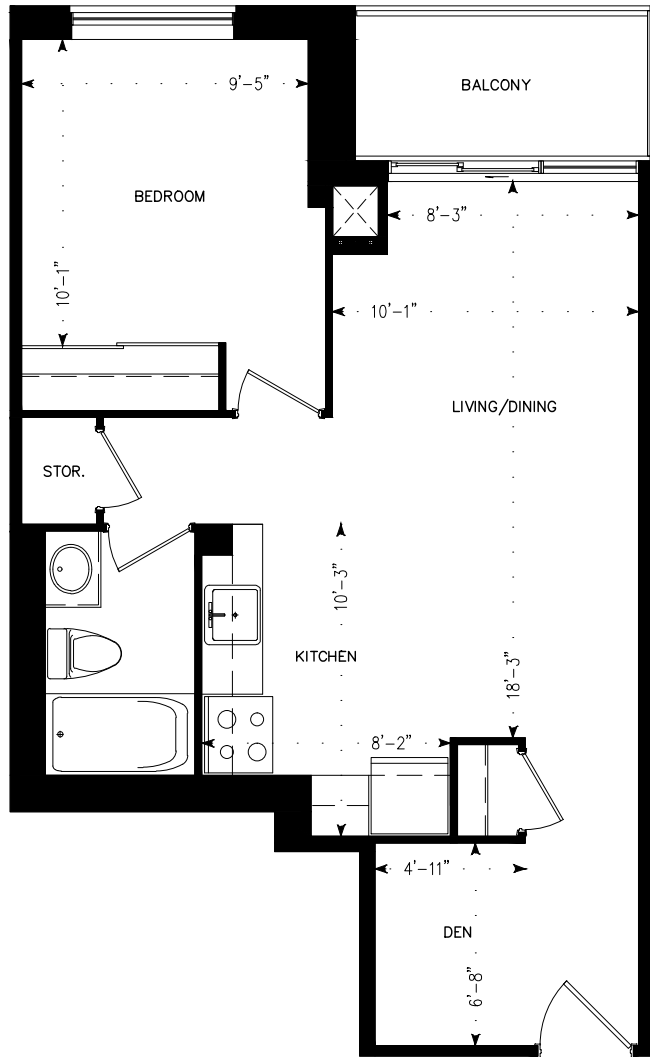 9'-5"
BALCONY
BEDROOM
8'-3"
10'-1"
10'-1"
LIVING/DINING
STOR.
10'-3"
KITCHEN
18'-3"
8'-2"
4'-11"
DEN
6'-8"